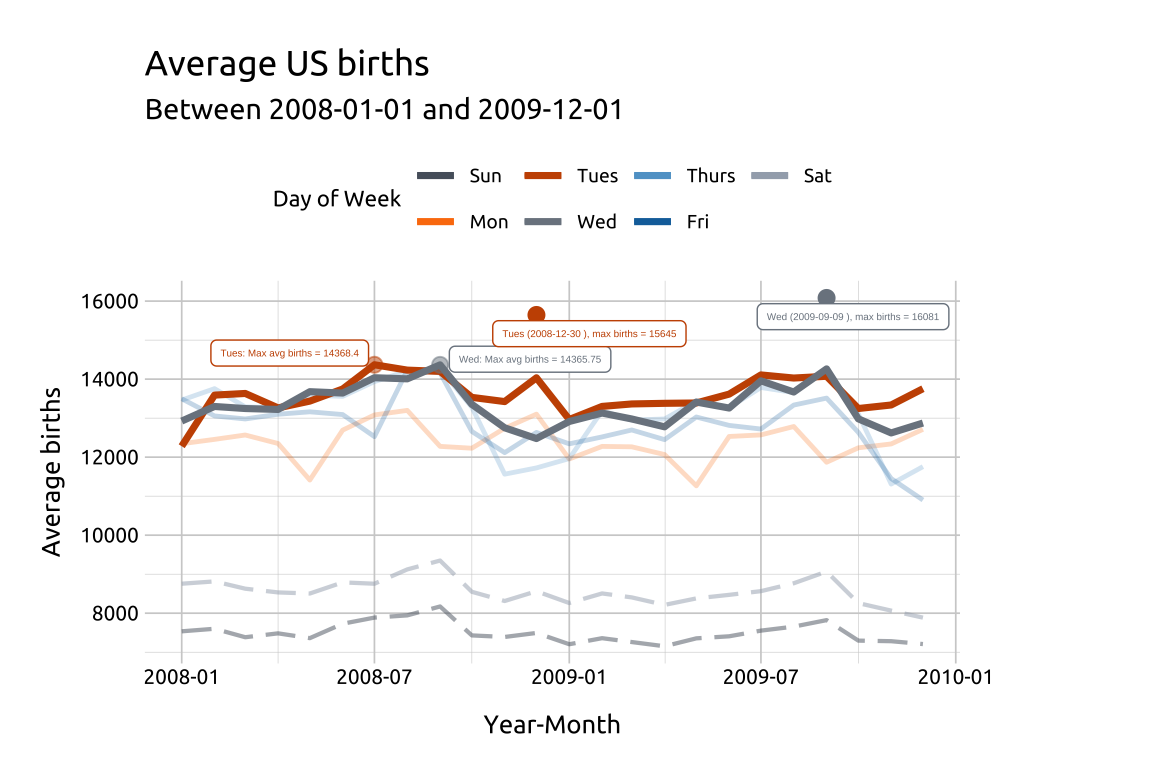 Average US births
Between 2008-01-01 and 2009-12-01
Day of Week
Sun Tues Thurs Sat
Mon Wed Fri
16000
14000
12000
10000
8000
Average births
Wed (2009-09-09 ), max births = 16081
Tues (2008-12-30 ), max births = 15645
Tues: Max avg births = 14368.4
Wed: Max avg births = 14365.75
2008-01 2008-07 2009-01 2009-07 2010-01
Year-Month